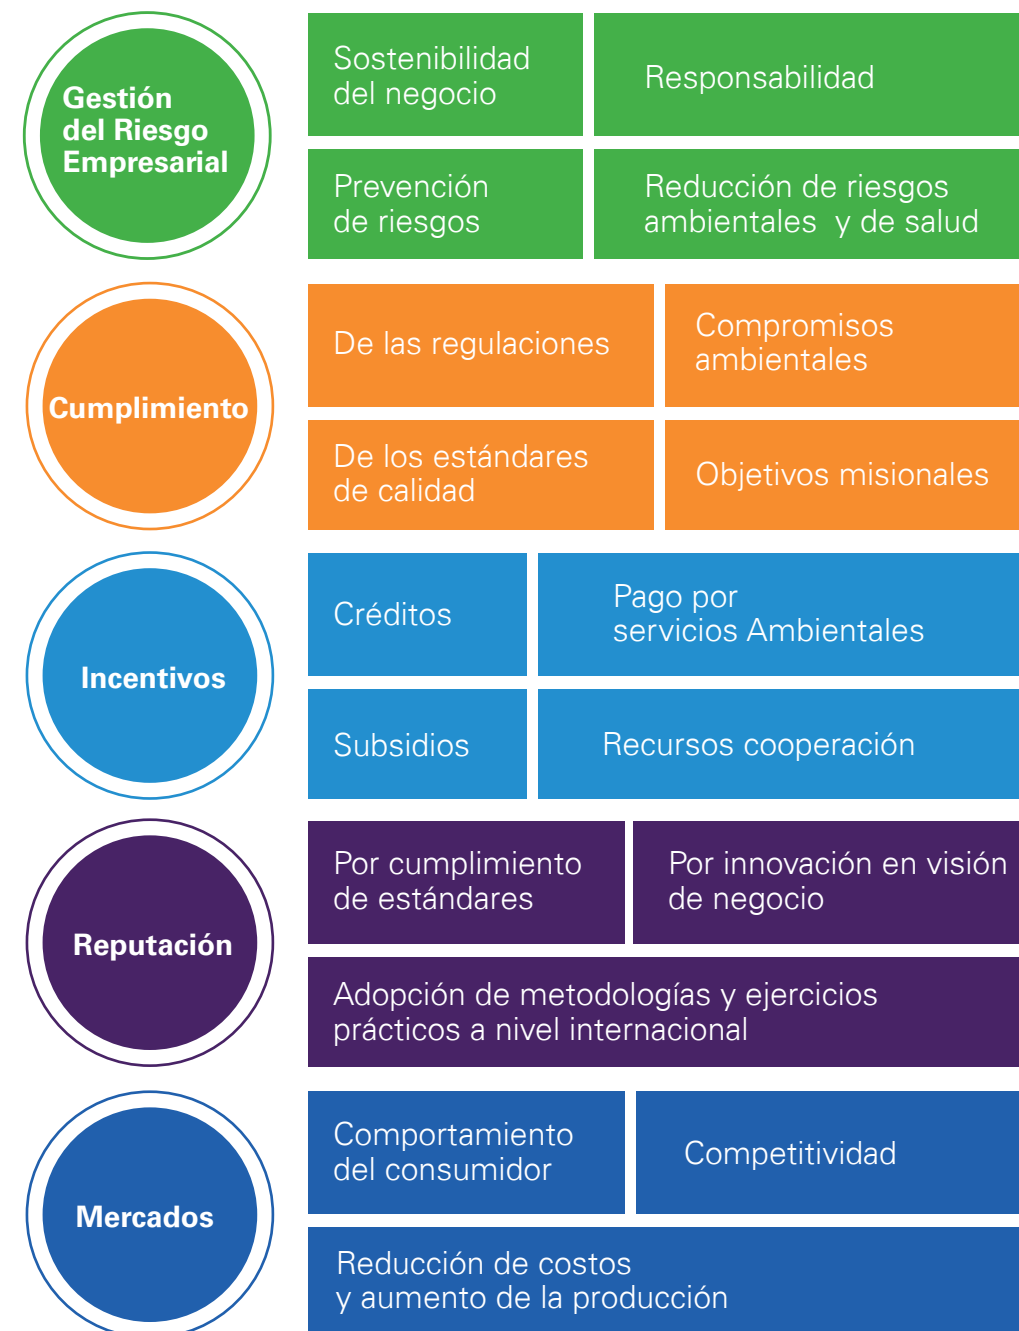 Gestión
del Riesgo
Empresarial
Sostenibilidad
del negocio
Responsabilidad
Prevención
de riesgos
Reducción de riesgos
ambientales y de salud
Cumplimiento
De las regulaciones
Compromisos
ambientales
De los estándares
de calidad
Objetivos misionales
Incentivos
Créditos
Pago por
servicios Ambientales
Subsidios
Recursos cooperación
Reputación
Por cumplimiento
de estándares
Por innovación en visión
de negocio
Adopción de metodologías y ejercicios
prácticos a nivel internacional
Mercados
Comportamiento
del consumidor
Competitividad
Reducción de costos
y aumento de la producción